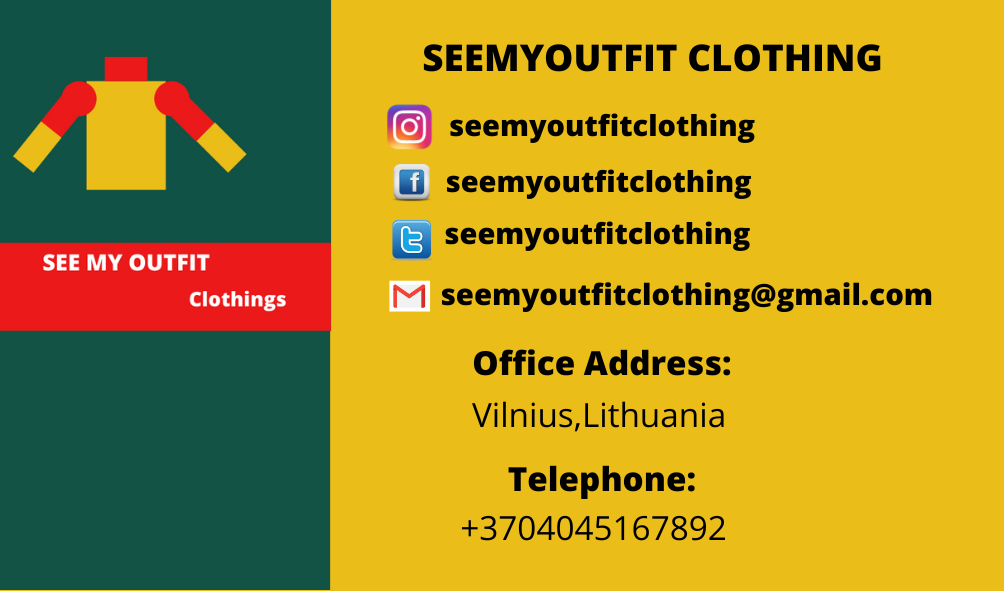 SEE MY OUTFIT
Clothings
SEEMYOUTFIT CLOTHING
seemyoutfitclothing
seemyoutfitclothing
seemyoutfitclothing
seemyoutfitclothing@gmail.com
Office Address:
Vilnius,Lithuania
Telephone:
+3704045167892